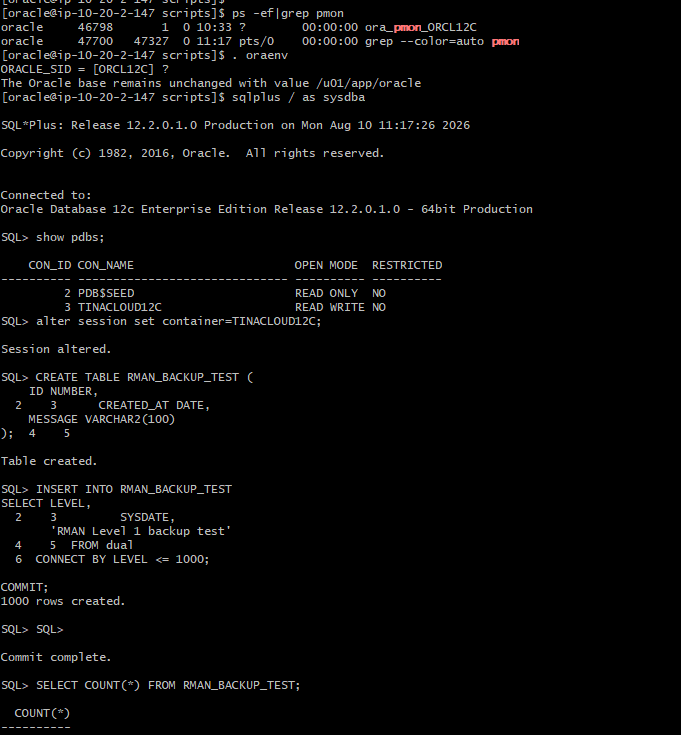 [oracle@ip-10-20-2-147 scripts]$
[oracle@ip-10-20-2-147 scripts]$ ps -ef|grep pmon
oracle     46798       1  0 10:33 ?        00:00:00 ora_pmon_ORCL12C
oracle     47700   47327  0 11:17 pts/0    00:00:00 grep --color=auto pmon
[oracle@ip-10-20-2-147 scripts]$ . oraenv
ORACLE_SID = [ORCL12C] ?
The Oracle base remains unchanged with value /u01/app/oracle
[oracle@ip-10-20-2-147 scripts]$ sqlplus / as sysdba

SQL*Plus: Release 12.2.0.1.0 Production on Mon Aug 10 11:17:26 2026

Copyright (c) 1982, 2016, Oracle.  All rights reserved.


Connected to:
Oracle Database 12c Enterprise Edition Release 12.2.0.1.0 - 64bit Production

SQL> show pdbs;

    CON_ID CON_NAME                       OPEN MODE  RESTRICTED
---------- ------------------------------ ---------- ----------
         2 PDB$SEED                       READ ONLY  NO
         3 TINACLOUD12C                   READ WRITE NO
SQL> alter session set container=TINACLOUD12C;

Session altered.

SQL> CREATE TABLE RMAN_BACKUP_TEST (
    ID NUMBER,
  2    3      CREATED_AT DATE,
    MESSAGE VARCHAR2(100)
);  4    5

Table created.

SQL> INSERT INTO RMAN_BACKUP_TEST
SELECT LEVEL,
  2    3         SYSDATE,
       'RMAN Level 1 backup test'
  4    5  FROM dual
  6  CONNECT BY LEVEL <= 1000;

COMMIT;
1000 rows created.

SQL> SQL>

Commit complete.

SQL> SELECT COUNT(*) FROM RMAN_BACKUP_TEST;

  COUNT(*)
----------